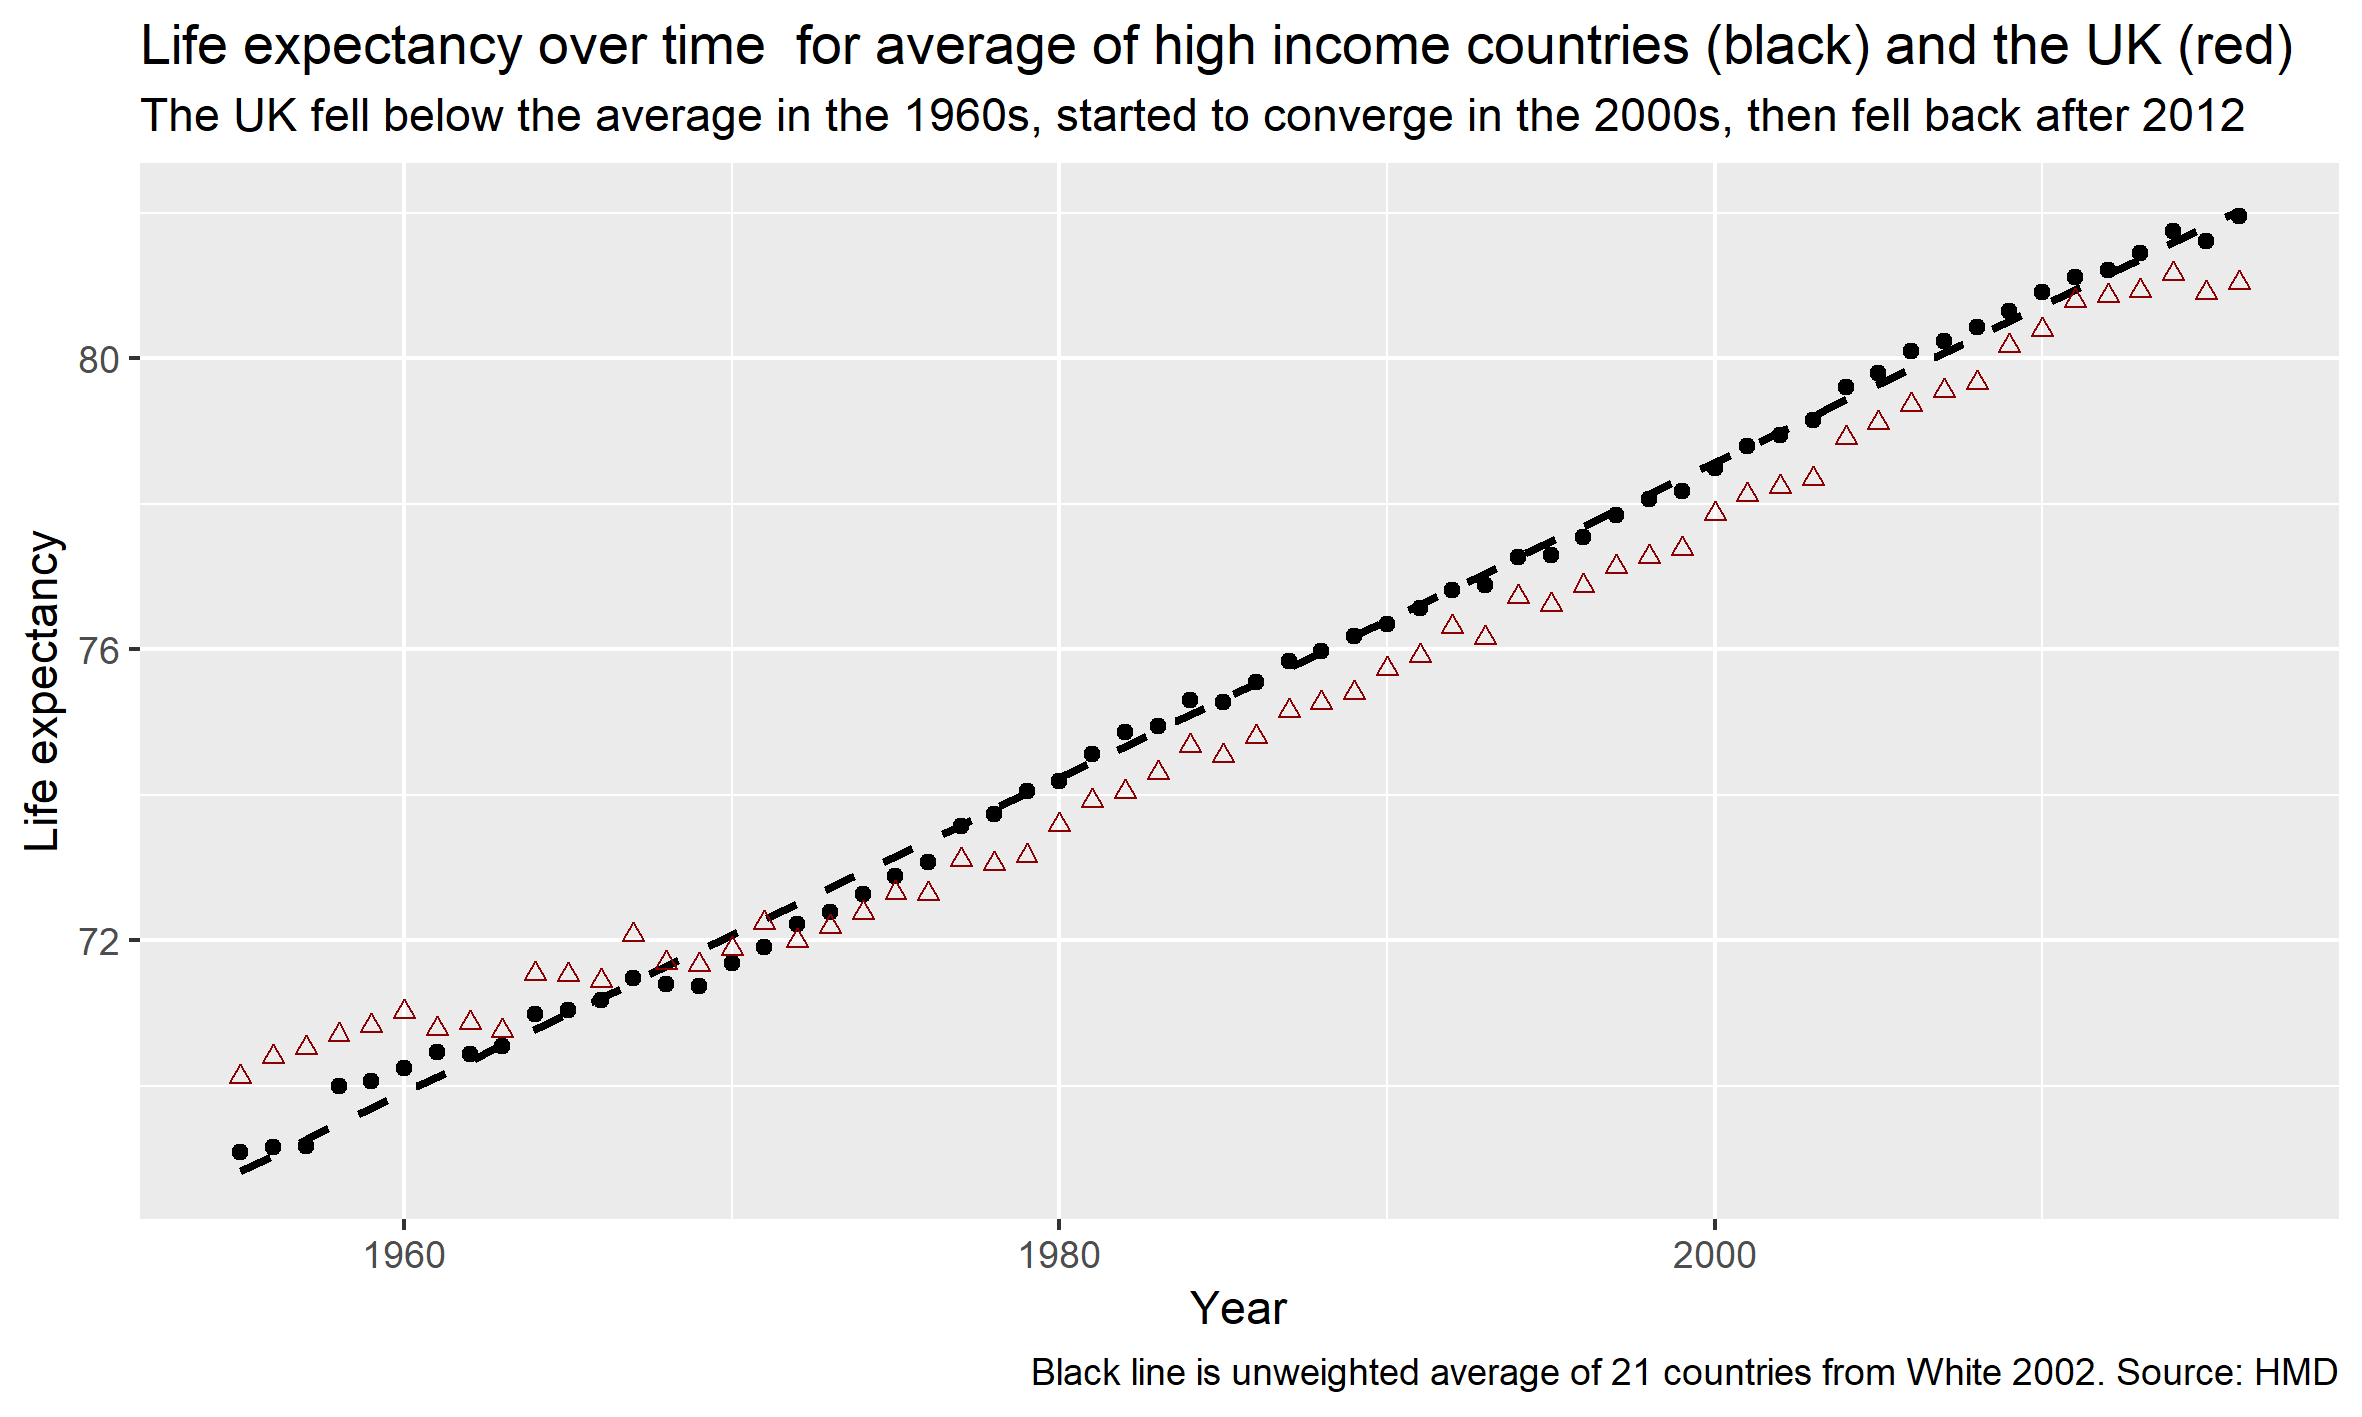 Life expectancy over time  for average of high income countries (black) and the UK (red)
The UK fell below the average in the 1960s, started to converge in the 2000s, then fell back after 2012
Life expectancy
80
76
72
1960
1980
2000
Year
Black line is unweighted average of 21 countries from White 2002. Source: HMD